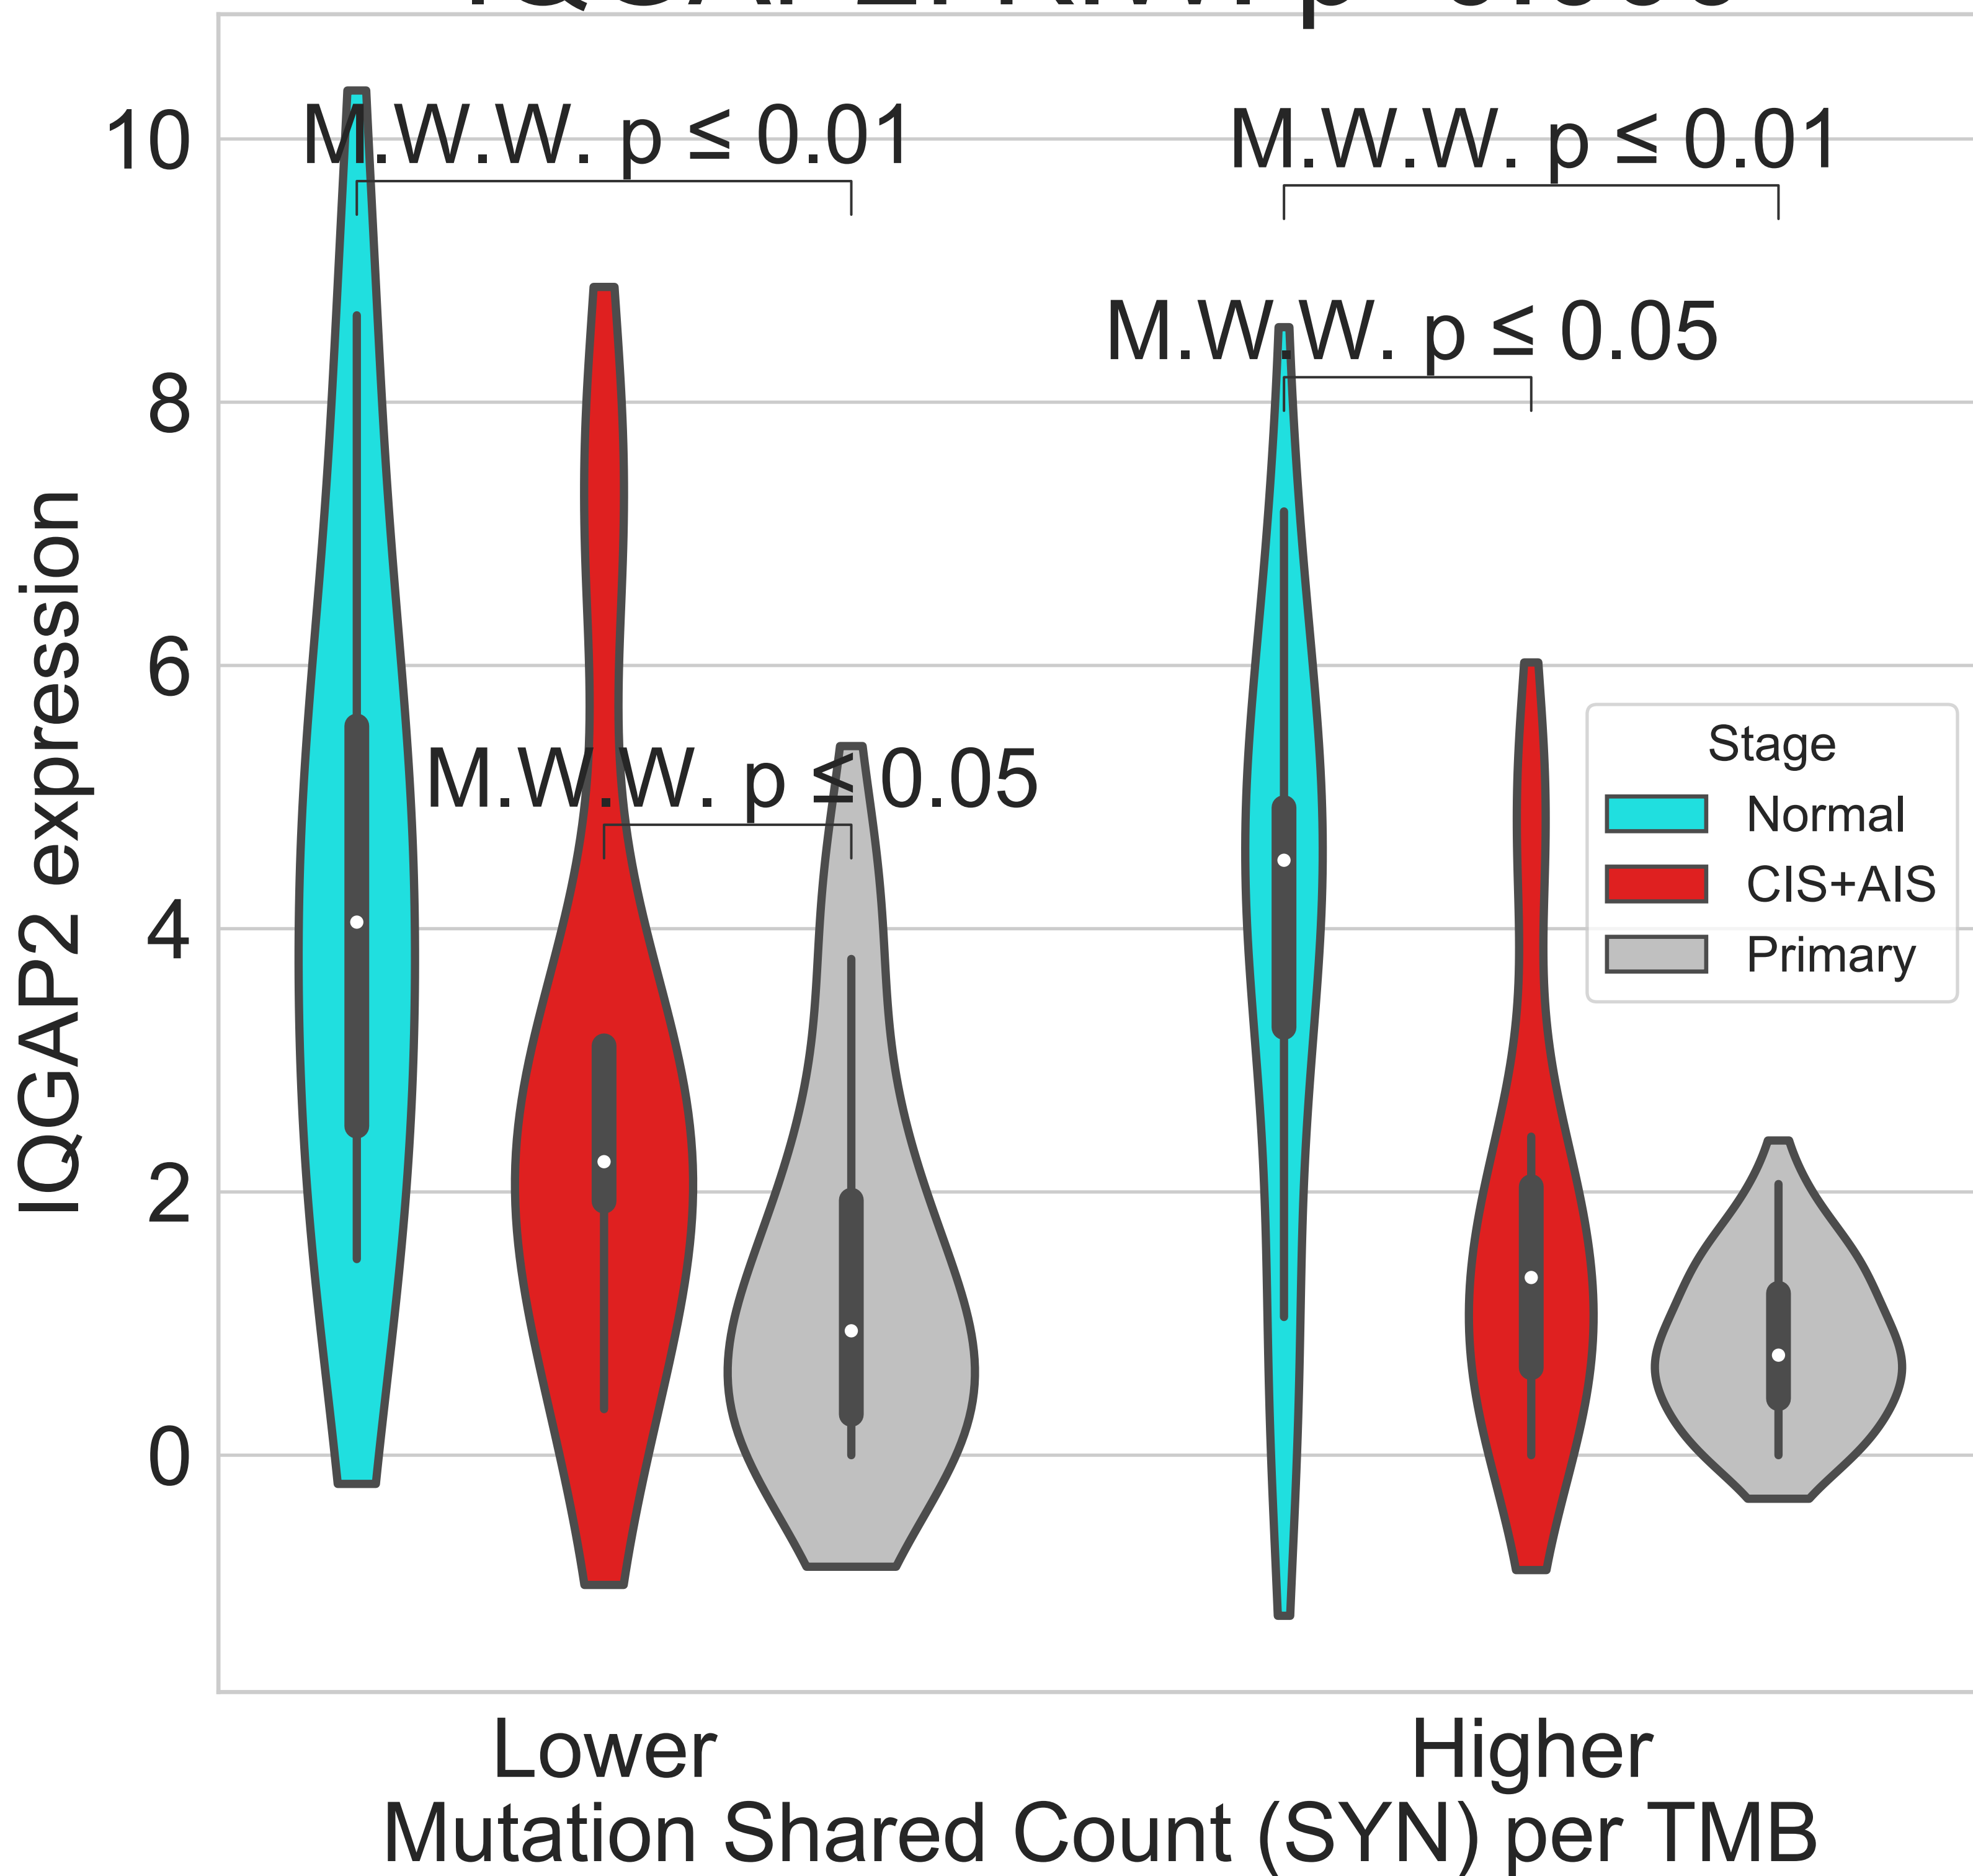 10
8
6
4
2
0
IQGAP2 expression
M.W.W. p ≤ 0.01
M.W.W. p ≤ 0.01
M.W.W. p ≤ 0.05
M.W.W. p ≤ 0.05
Stage
Normal
CIS+AIS
Primary
Lower
Higher
Mutation Shared Count (SYN) per TMB